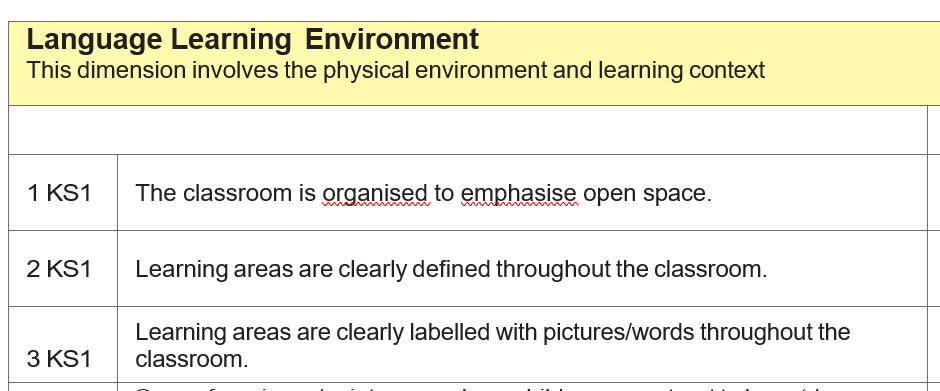 Language Learning Environment
This dimension involves the physical environment and learning context
1 KS1 The classroom is organised to emphasise open space.
2 KS1 Learning areas are clearly defined throughout the classroom.
Learning areas are clearly labelled with pictures/words throughout the
3 KS1 classroom.